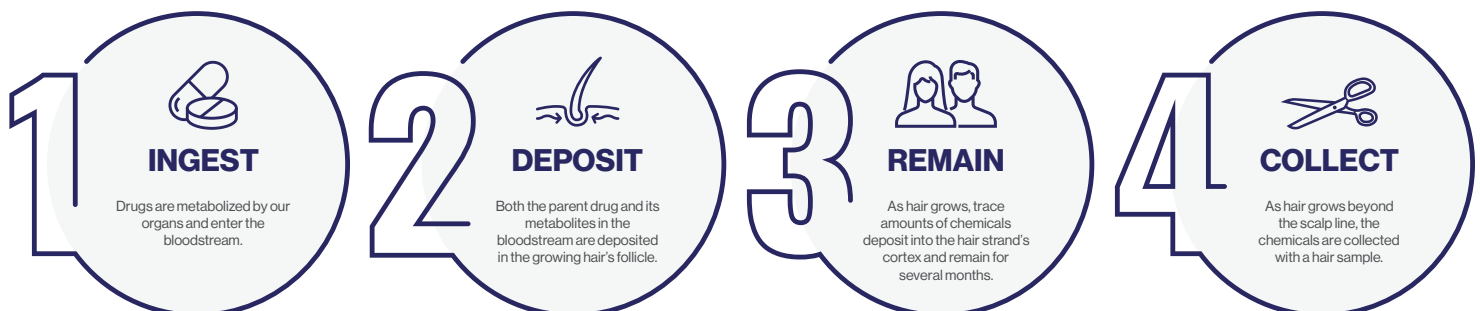 1
INGEST
Drugs are metabolized by our
organs and enter the
bloodstream.
2
DEPOSIT
Both the parent drug and its
metabolites in the
bloodstream are deposited
in the growing hair's follicle.
3
REMAIN
As hair grows, trace
amounts of chemicals
deposit into the hair strand's
cortex and remain for
several months.
4
COLLECT
As hair grows beyond
the scalp line, the
chemicals are collected
with a hair sample.